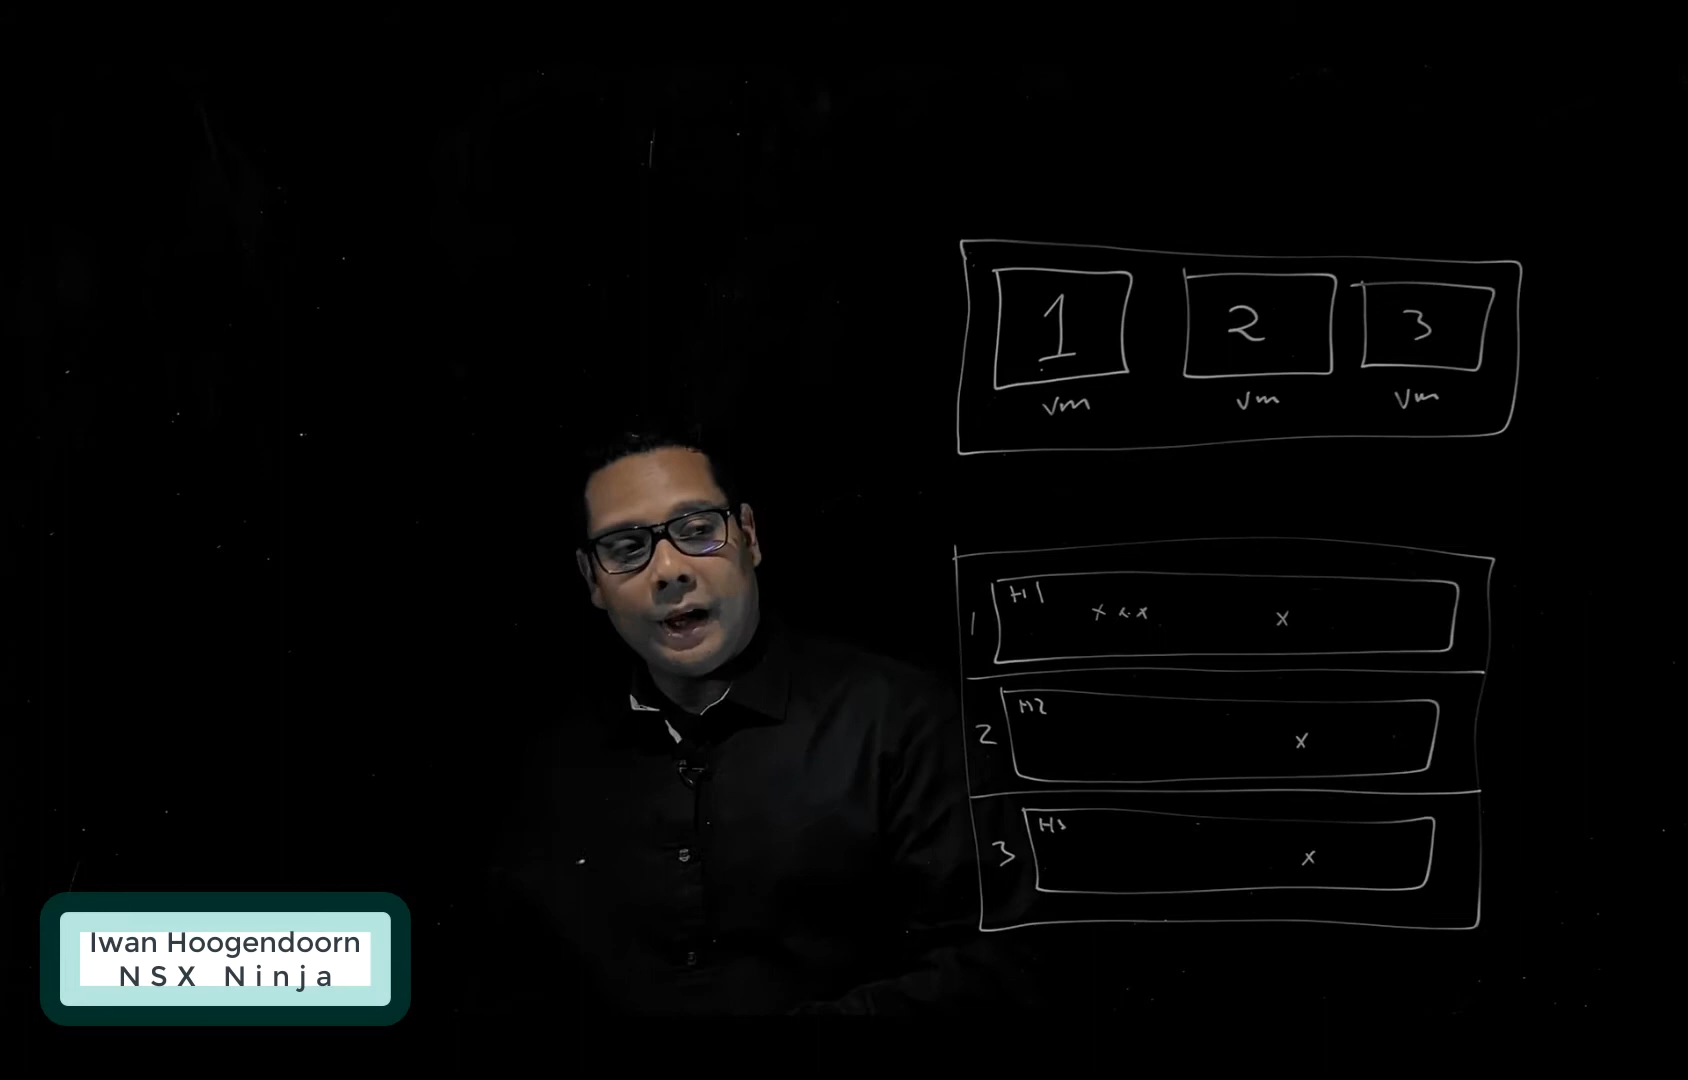 1 2 3
vm vm vm
H1
1 x x x x
H2
2 x
H3
3 x
Iwan Hoogendoorn
NSX Ninja